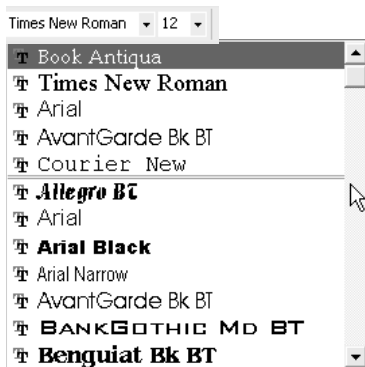 Times New Roman 12
Book Antiqua
Times New Roman
Arial
AvantGarde Bk BT
Courier New
Allegro BT
Arial
Arial Black
Arial Narrow
AvantGarde Bk BT
BankGothic Md BT
Benguiat Bk BT